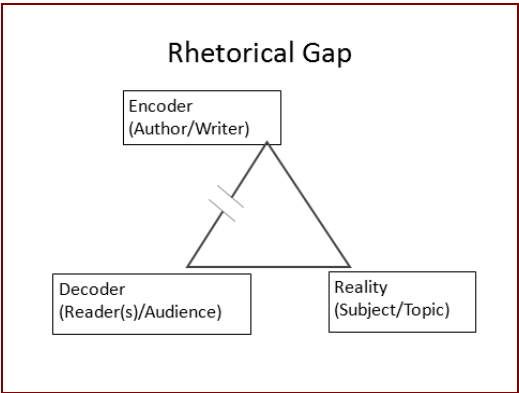 Rhetorical Gap
Encoder
(Author/Writer)
Decoder
(Reader(s)/Audience)
Reality
(Subject/Topic)